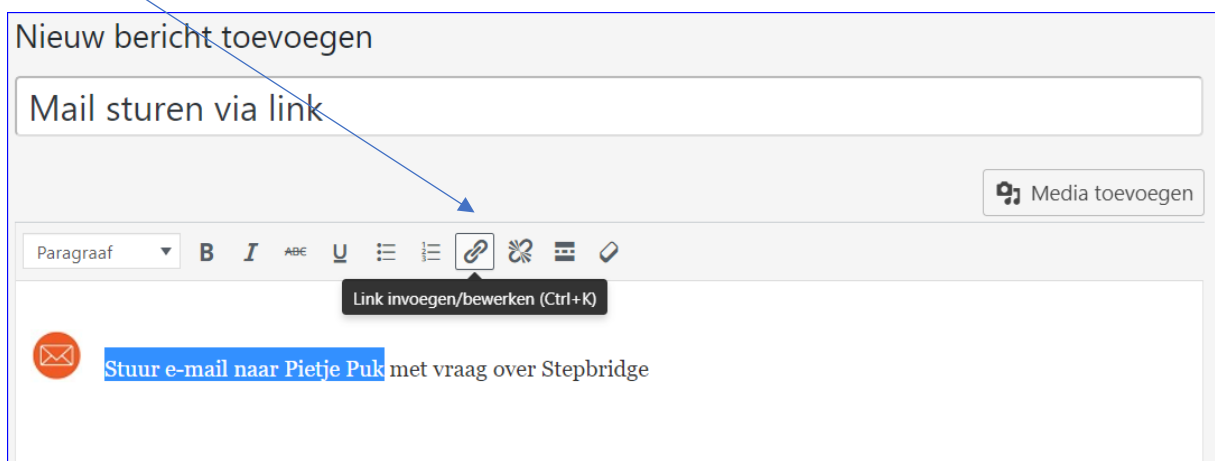 Nieuw bericht toevoegen
Mail sturen via link
Media toevoegen
Paragraaf B I ABC U
Link invoegen/bewerken (Ctrl+K)
Stuur e-mail naar Pietje Puk met vraag over Stepbridge